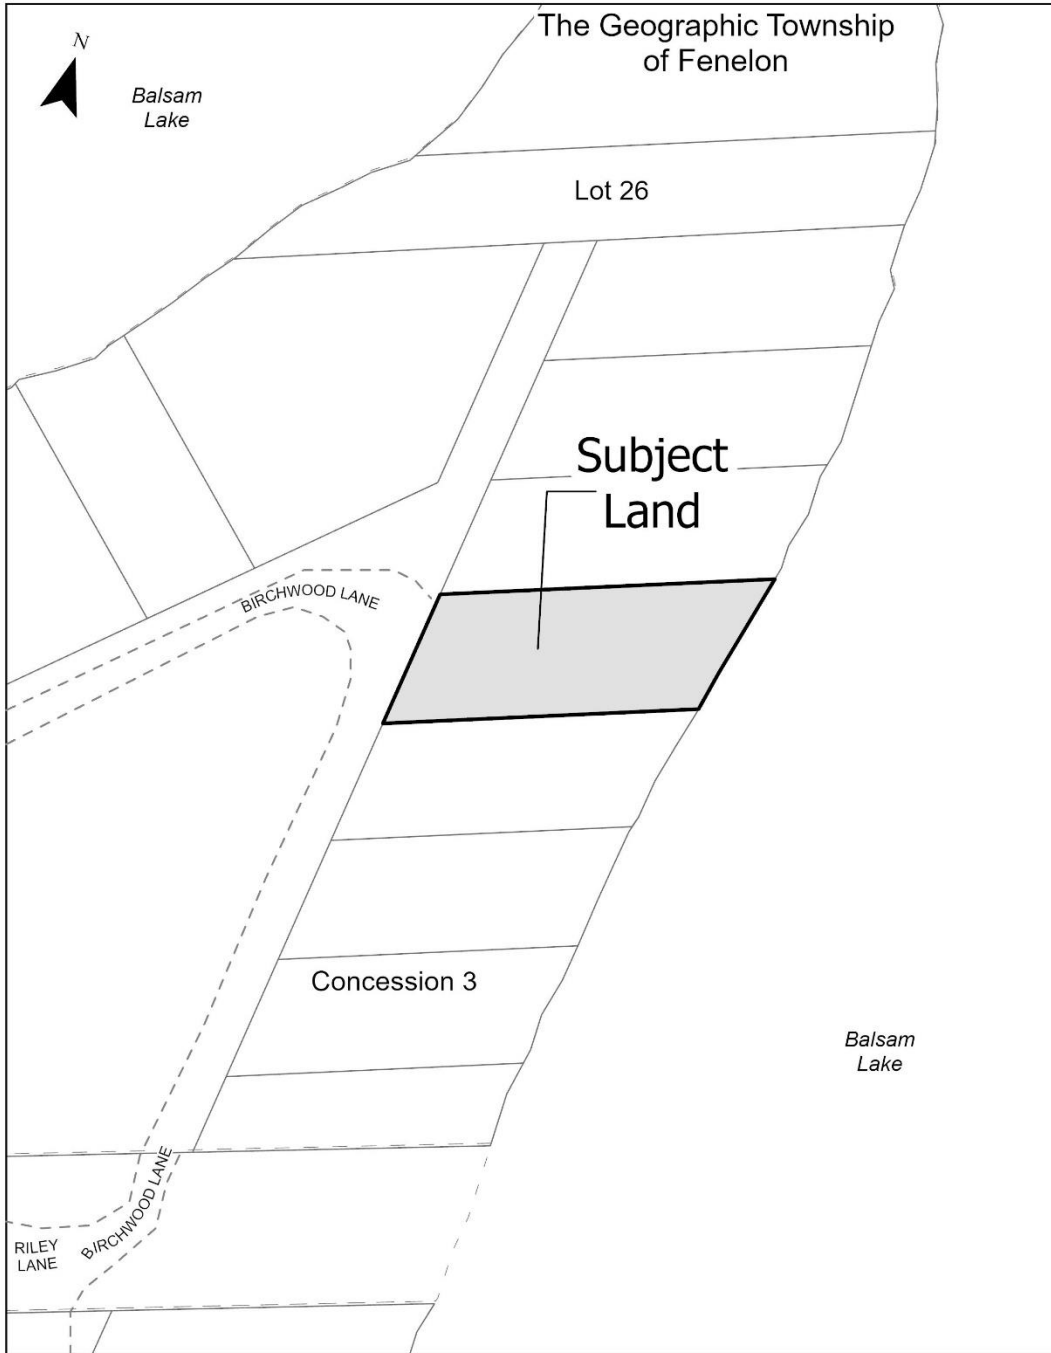 The Geographic Township
of Fenelon
N
Balsam
Lake
Lot 26
Subject
Land
BIRCHWOOD LANE
Concession 3
Balsam
Lake
BIRCHWOOD LANE
RILEY
LANE